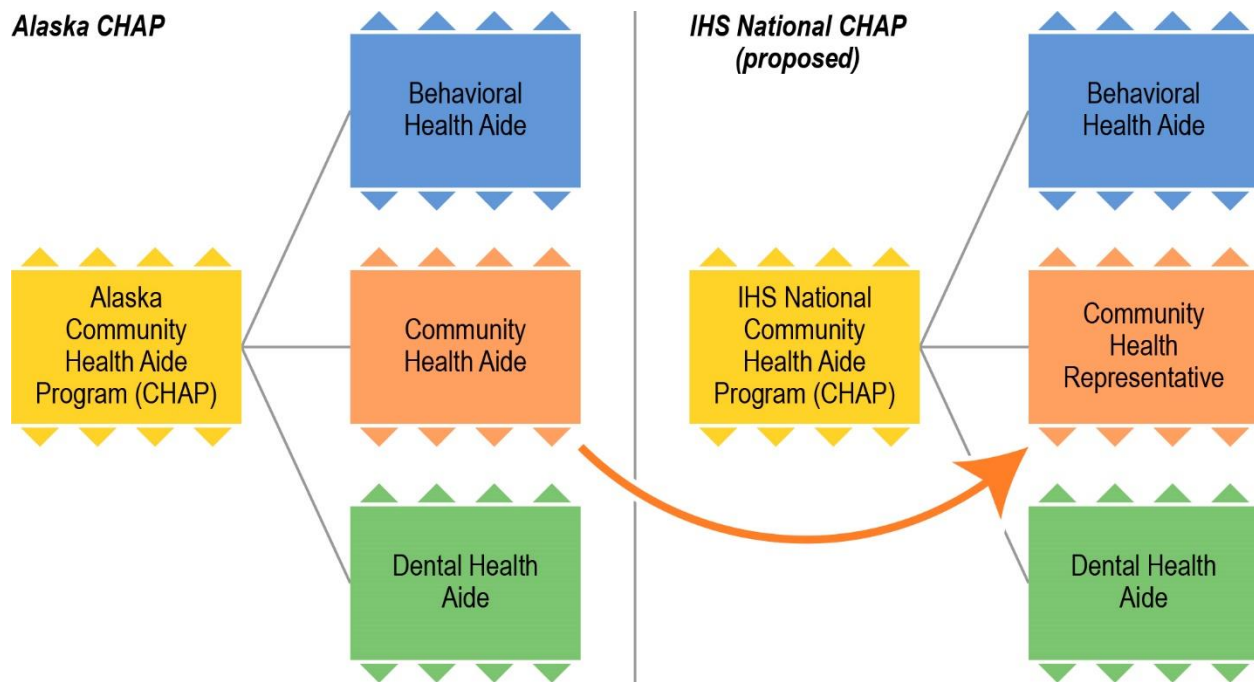 Alaska CHAP
Behavioral
Health Aide
Alaska
Community
Health Aide
Program (CHAP)
Community
Health Aide
Dental Health
Aide
IHS National CHAP
(proposed)
Behavioral
Health Aide
IHS National
Community
Health Aide
Program (CHAP)
Community
Health
Representative
Dental Health
Aide